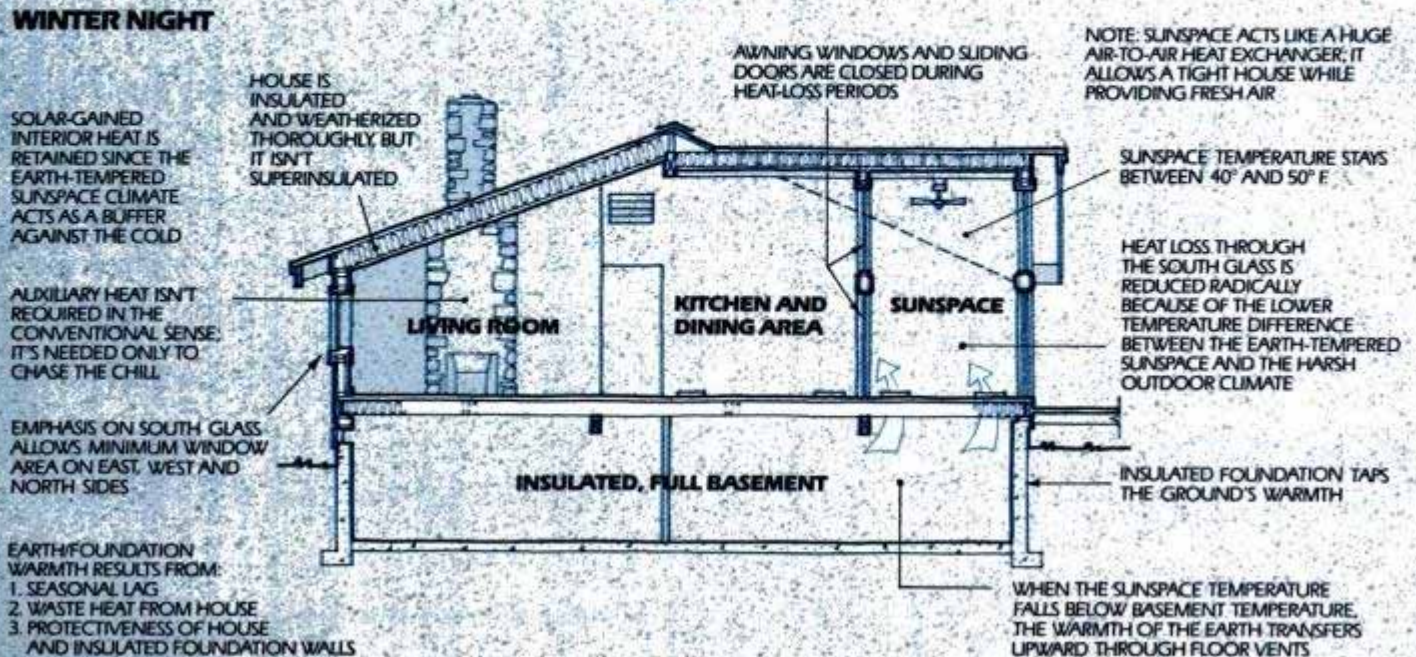 WINTER NIGHT
SOLAR-GAINED
INTERIOR HEAT IS
RETAINED SINCE THE
EARTH-TEMPERED
SUNSPACE CLIMATE
ACTS AS A BUFFER
AGAINST THE COLD
HOUSE IS
INSULATED
AND WEATHERIZED
THOROUGHLY, BUT
IT ISN'T
SUPERINSULATED
AWNING WINDOWS AND SLIDING
DOORS ARE CLOSED DURING
HEAT-LOSS PERIODS
NOTE: SUNSPACE ACTS LIKE A HUGE
AIR-TO-AIR HEAT EXCHANGER; IT
ALLOWS A TIGHT HOUSE WHILE
PROVIDING FRESH AIR
SUNSPACE TEMPERATURE STAYS
BETWEEN 40° AND 50° F.
HEAT LOSS THROUGH
THE SOUTH GLASS IS
REDUCED RADICALLY
BECAUSE OF THE LOWER
TEMPERATURE DIFFERENCE
BETWEEN THE EARTH-TEMPERED
SUNSPACE AND THE HARSH
OUTDOOR CLIMATE
AUXILIARY HEAT ISN'T
REQUIRED IN THE
CONVENTIONAL SENSE;
IT'S NEEDED ONLY TO
CHASE THE CHILL
LIVING ROOM
KITCHEN AND
DINING AREA
SUNSPACE
EMPHASIS ON SOUTH GLASS
ALLOWS MINIMUM WINDOW
AREA ON EAST, WEST AND
NORTH SIDES
INSULATED, FULL BASEMENT
INSULATED FOUNDATION TAPS
THE GROUND'S WARMTH
EARTH/FOUNDATION
WARMTH RESULTS FROM:
1. SEASONAL LAG
2. WASTE HEAT FROM HOUSE
3. PROTECTIVENESS OF HOUSE
AND INSULATED FOUNDATION WALLS
WHEN THE SUNSPACE TEMPERATURE
FALLS BELOW BASEMENT TEMPERATURE,
THE WARMTH OF THE EARTH TRANSFERS
UPWARD THROUGH FLOOR VENTS